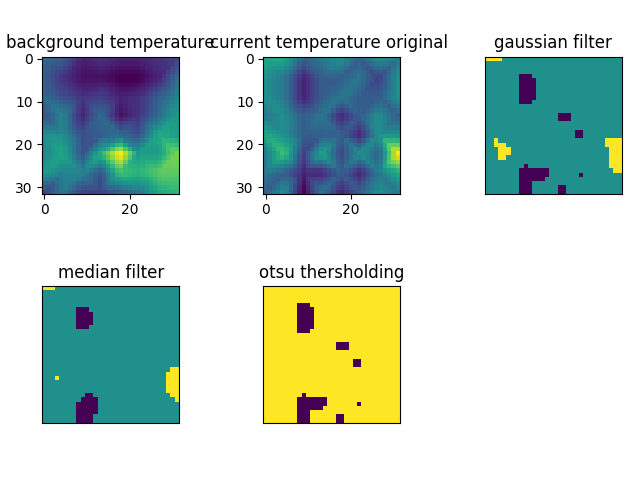 background temperature
current temperature original
gaussian filter
0
10
20
30
0
20
0
10
20
30
0
20
median filter
otsu thersholding